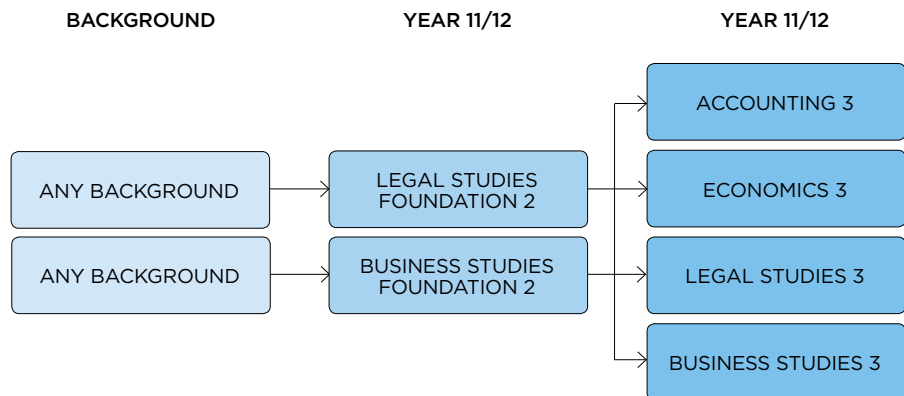 BACKGROUND
YEAR 11/12
YEAR 11/12
ANY BACKGROUND
LEGAL STUDIES
FOUNDATION 2
ANY BACKGROUND
BUSINESS STUDIES
FOUNDATION 2
ACCOUNTING 3
ECONOMICS 3
LEGAL STUDIES 3
BUSINESS STUDIES 3